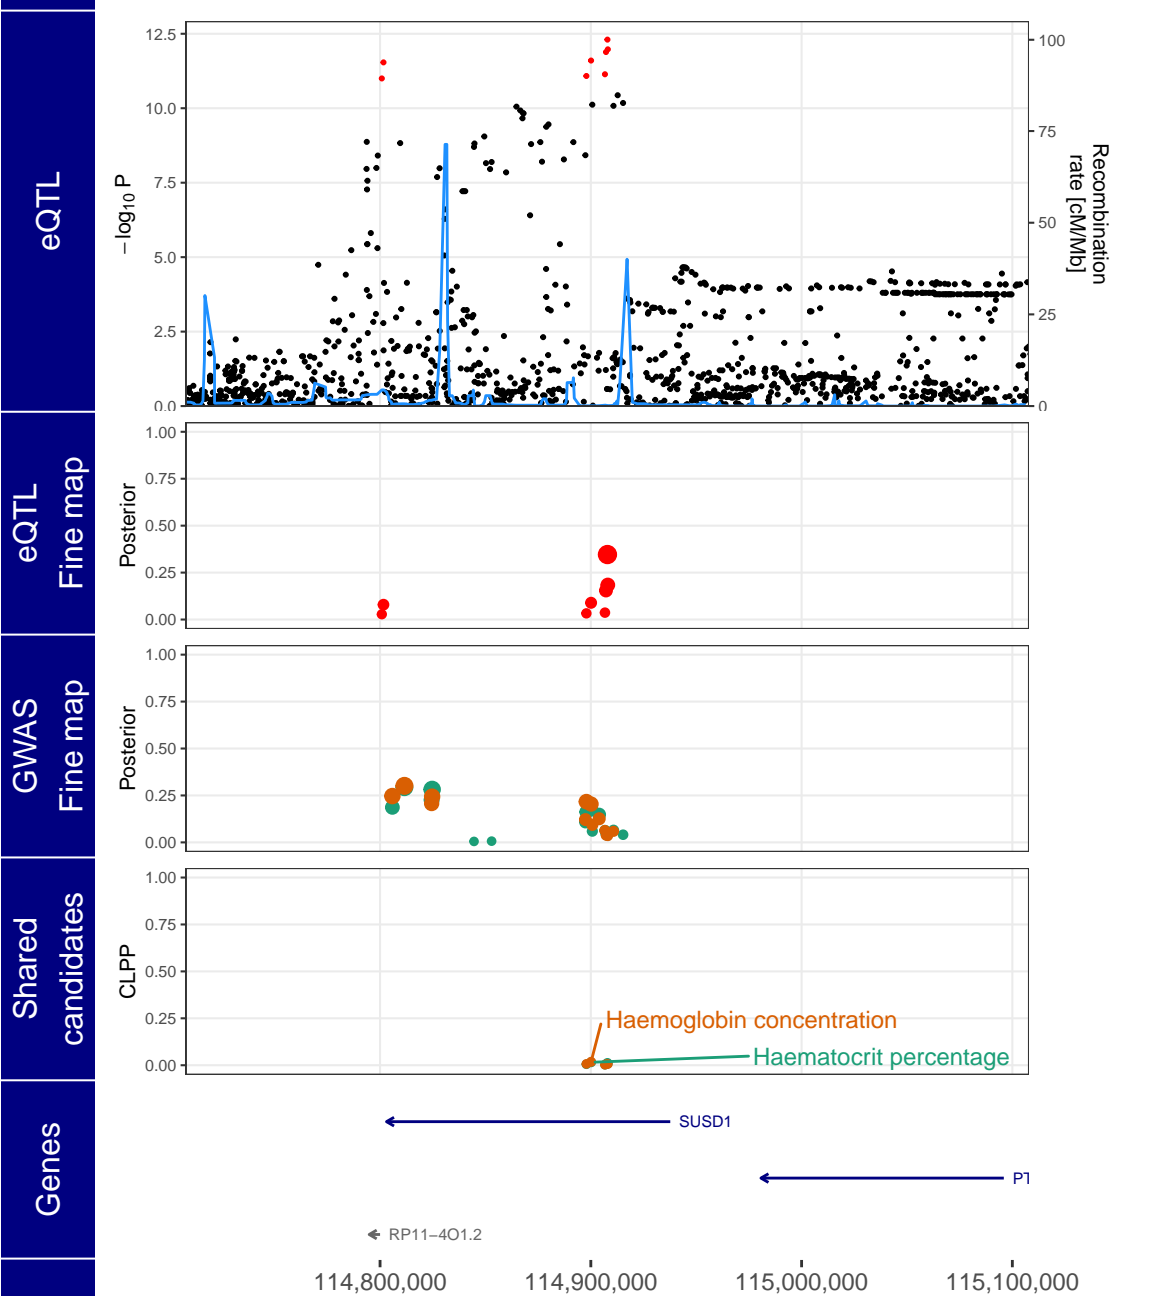 eQTL
−log10 P
12.5
10.0
7.5
5.0
2.5
0.0
100
75
50
25
0
Recombination
rate [cM/Mb]
eQTL
Fine map
Posterior
1.00
0.75
0.50
0.25
0.00
GWAS
Fine map
Posterior
1.00
0.75
0.50
0.25
0.00
Shared
candidates
CLPP
1.00
0.75
0.50
0.25
0.00
Haemoglobin concentration
Haematocrit percentage
Genes
SUSD1
PT
RP11−4O1.2
114,800,000 114,900,000 115,000,000 115,100,000